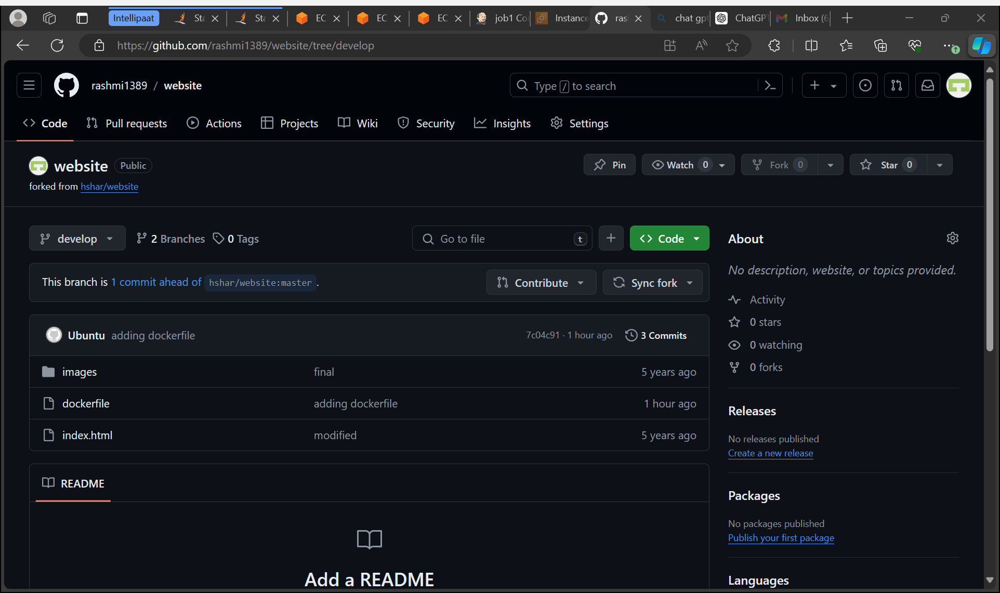 Intellipaat Sta Sta EC EC EC job1 Co Instance ras chat gpt ChatGPT Inbox (6
https://github.com/rashmi1389/website/tree/develop
rashmi1389 / website
Type / to search
Code Pull requests Actions Projects Wiki Security Insights Settings
website Public
Pin Watch 0 Fork 0 Star 0
forked from hshar/website
develop 2 Branches 0 Tags
Go to file t
Code
About
No description, website, or topics provided.
This branch is 1 commit ahead of hshar/website:master .
Contribute Sync fork
Activity
0 stars
0 watching
0 forks
Ubuntu adding dockerfile 7c04c91 · 1 hour ago 3 Commits
images final 5 years ago
dockerfile adding dockerfile 1 hour ago
index.html modified 5 years ago
Releases
No releases published
Create a new release
README
Packages
No packages published
Publish your first package
Add a README
Languages